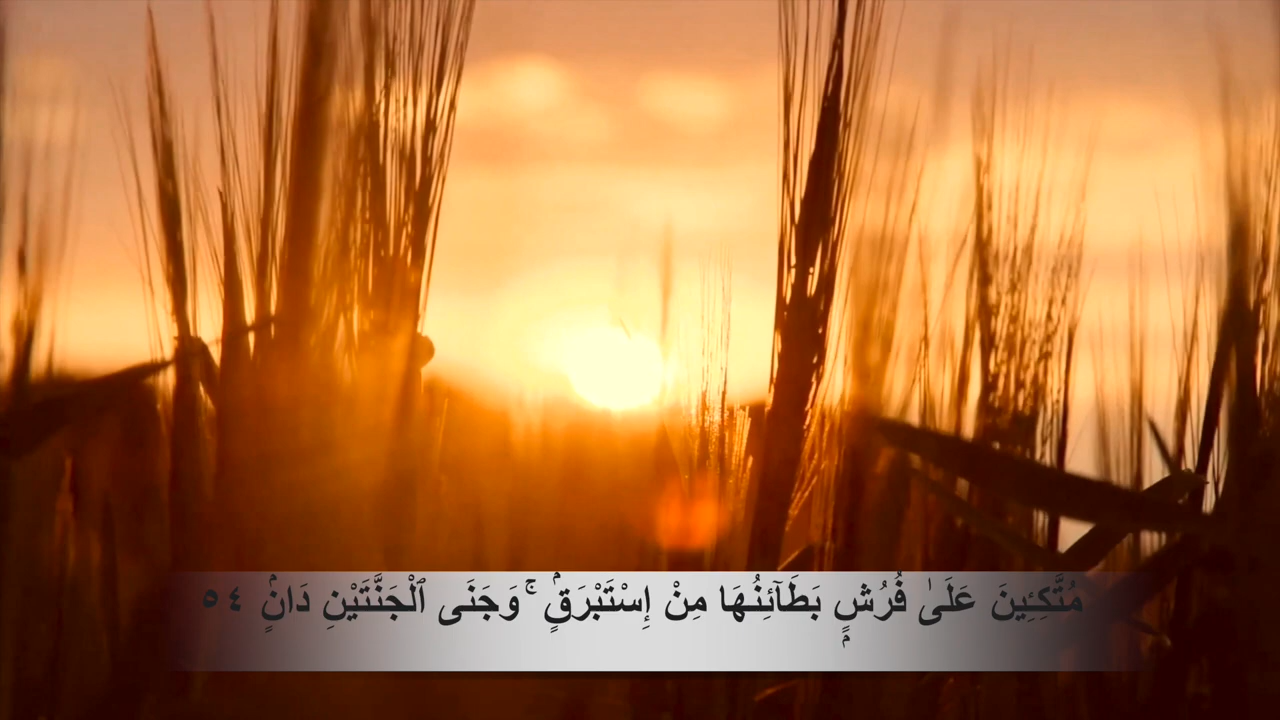 مُتَّكِـِٔينَ عَلَىٰ فُرُشٍۭ بَطَآئِنُهَا مِنْ إِسْتَبْرَقٍۢ ۚ وَجَنَى ٱلْجَنَّتَيْنِ دَانٍۢ ٥٤